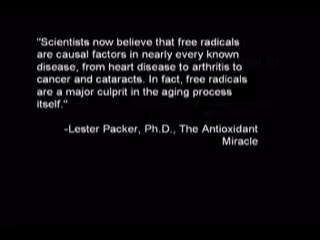 "Scientists now believe that free radicals
are causal factors in nearly every known
disease, from heart disease to arthritis to
cancer and cataracts. In fact, free radicals
are a major culprit in the aging process
itself."
-Lester Packer, Ph.D., The Antioxidant
Miracle